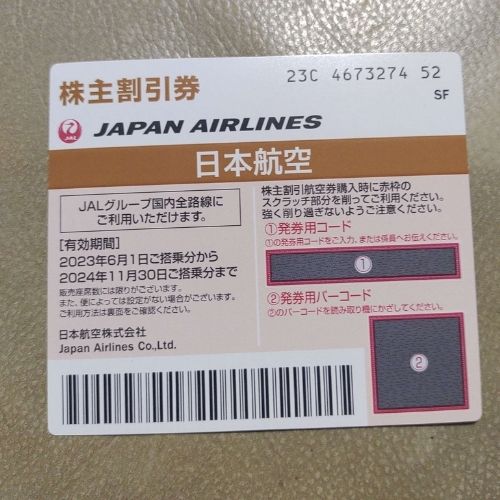 株主割引券
23C 4673274 52
SF
JAL
JAPAN AIRLINES
日本航空
JALグループ国内全路線に
ご利用いただけます。
[有効期間]
2023年6月1日ご搭乗分から
2024年11月30日ご搭乗分まで
販売座席数には限りがございます。
また、便によっては設定がない場合がございます。
ご利用方法は裏面をご確認ください。
日本航空株式会社
Japan Airlines Co.,Ltd.
株主割引航空券購入時に赤枠の
スクラッチ部分を削ってご利用ください。
強く削り過ぎないようご注意ください。
①発券用コード
①の発券用コードをご入力、または係員へお伝えください。
①
②発券用バーコード
②のバーコードを読み取り機にかざしてください。
②